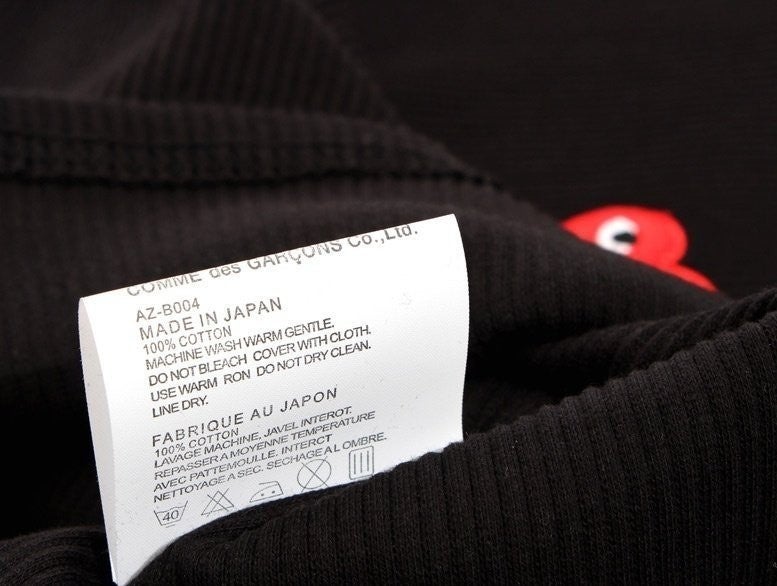 COMME des GARÇONS Co.,Ltd.
AZ-B004
MADE IN JAPAN
100% COTTON
MACHINE WASH WARM GENTLE.
DO NOT BLEACH COVER WITH CLOTH.
USE WARM RON DO NOT DRY CLEAN.
LINE DRY.
FABRIQUE AU JAPON
100% COTTON
LAVAGE MACHINE. JAVEL INTEROT.
REPASSER A MOYENNE TEMPERATURE
AVEC PATTEMOULLE. INTERCT
NETTOYAGE A SEC. SECHAGE A L OMBRE.
40